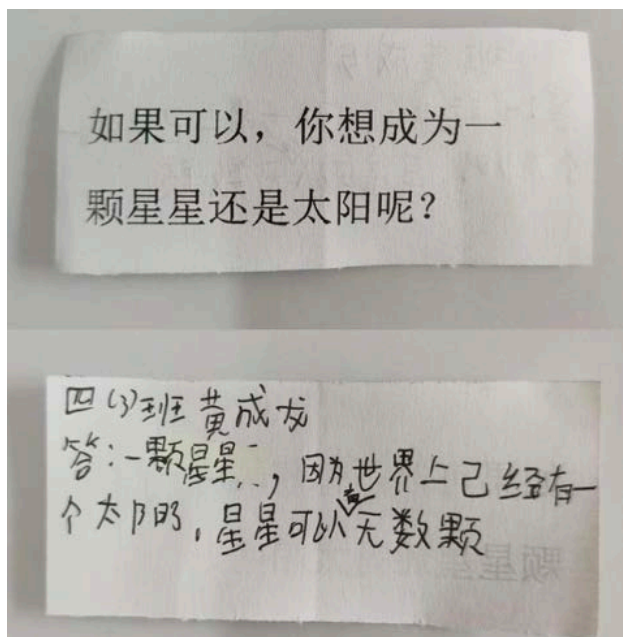 如果可以，你想成为一
颗星星还是太阳呢？
四(3)班 黄成龙
答:一颗星星，因为世界上已经有一
个太阳，星星可以有无数颗